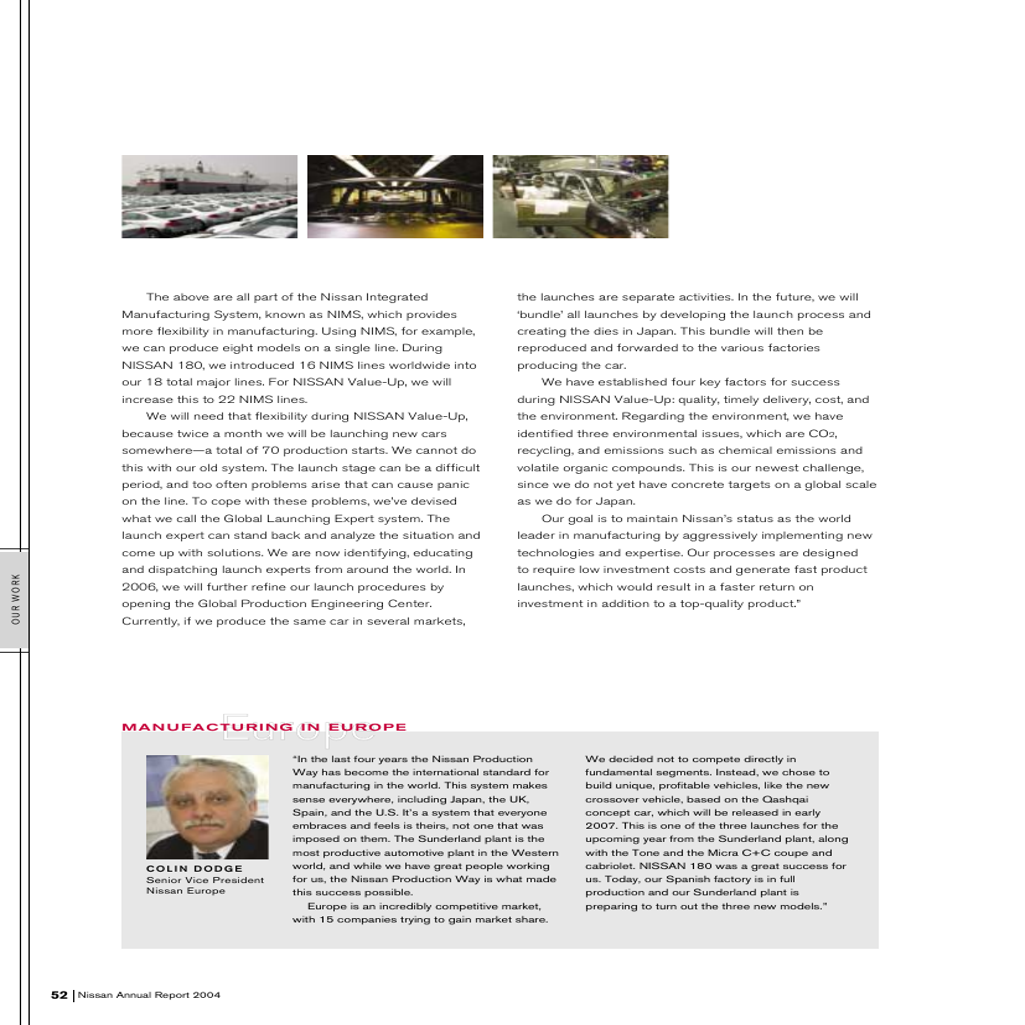 The above are all part of the Nissan Integrated
Manufacturing System, known as NIMS, which provides
more flexibility in manufacturing. Using NIMS, for example,
we can produce eight models on a single line. During
NISSAN 180, we introduced 16 NIMS lines worldwide into
our 18 total major lines. For NISSAN Value-Up, we will
increase this to 22 NIMS lines.
We will need that flexibility during NISSAN Value-Up,
because twice a month we will be launching new cars
somewhere—a total of 70 production starts. We cannot do
this with our old system. The launch stage can be a difficult
period, and too often problems arise that can cause panic
on the line. To cope with these problems, we've devised
what we call the Global Launching Expert system. The
launch expert can stand back and analyze the situation and
come up with solutions. We are now identifying, educating
and dispatching launch experts from around the world. In
2006, we will further refine our launch procedures by
opening the Global Production Engineering Center.
Currently, if we produce the same car in several markets,
the launches are separate activities. In the future, we will
‘bundle’ all launches by developing the launch process and
creating the dies in Japan. This bundle will then be
reproduced and forwarded to the various factories
producing the car.
We have established four key factors for success
during NISSAN Value-Up: quality, timely delivery, cost, and
the environment. Regarding the environment, we have
identified three environmental issues, which are CO2,
recycling, and emissions such as chemical emissions and
volatile organic compounds. This is our newest challenge,
since we do not yet have concrete targets on a global scale
as we do for Japan.
Our goal is to maintain Nissan’s status as the world
leader in manufacturing by aggressively implementing new
technologies and expertise. Our processes are designed
to require low investment costs and generate fast product
launches, which would result in a faster return on
investment in addition to a top-quality product.”
OUR WORK
Europe
MANUFACTURING IN EUROPE
COLIN DODGE
Senior Vice President
Nissan Europe
“In the last four years the Nissan Production
Way has become the international standard for
manufacturing in the world. This system makes
sense everywhere, including Japan, the UK,
Spain, and the U.S. It’s a system that everyone
embraces and feels is theirs, not one that was
imposed on them. The Sunderland plant is the
most productive automotive plant in the Western
world, and while we have great people working
for us, the Nissan Production Way is what made
this success possible.
Europe is an incredibly competitive market,
with 15 companies trying to gain market share.
We decided not to compete directly in
fundamental segments. Instead, we chose to
build unique, profitable vehicles, like the new
crossover vehicle, based on the Qashqai
concept car, which will be released in early
2007. This is one of the three launches for the
upcoming year from the Sunderland plant, along
with the Tone and the Micra C+C coupe and
cabriolet. NISSAN 180 was a great success for
us. Today, our Spanish factory is in full
production and our Sunderland plant is
preparing to turn out the three new models.”
52 | Nissan Annual Report 2004